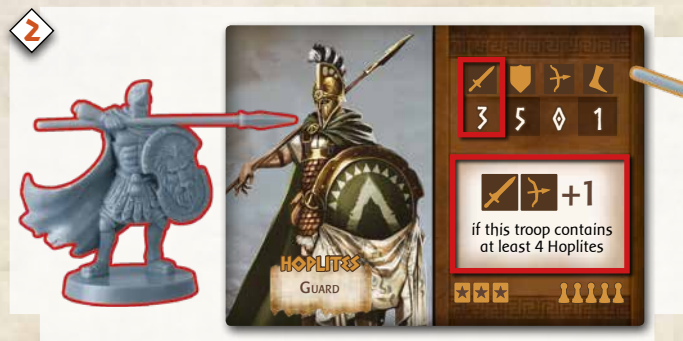 2
3 5 0 1
+1
if this troop contains
at least 4 Hoplites
HOPLITES
GUARD